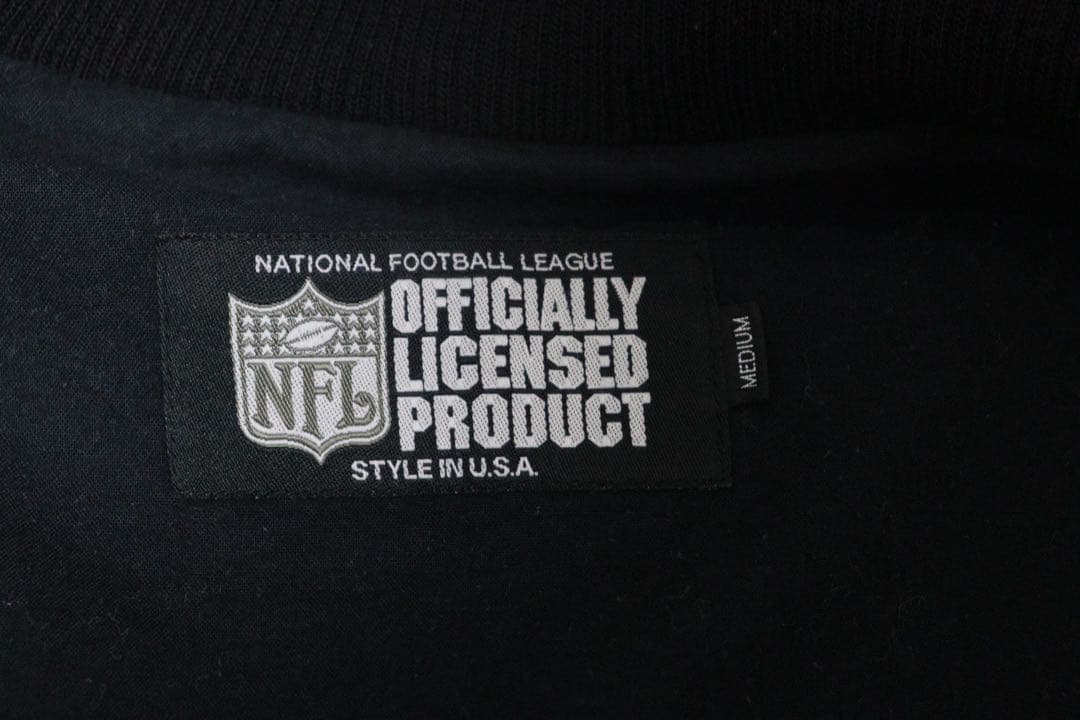 NATIONAL FOOTBALL LEAGUE
NFL
OFFICIALLY
LICENSED
PRODUCT
STYLE IN U.S.A.
MEDIUM